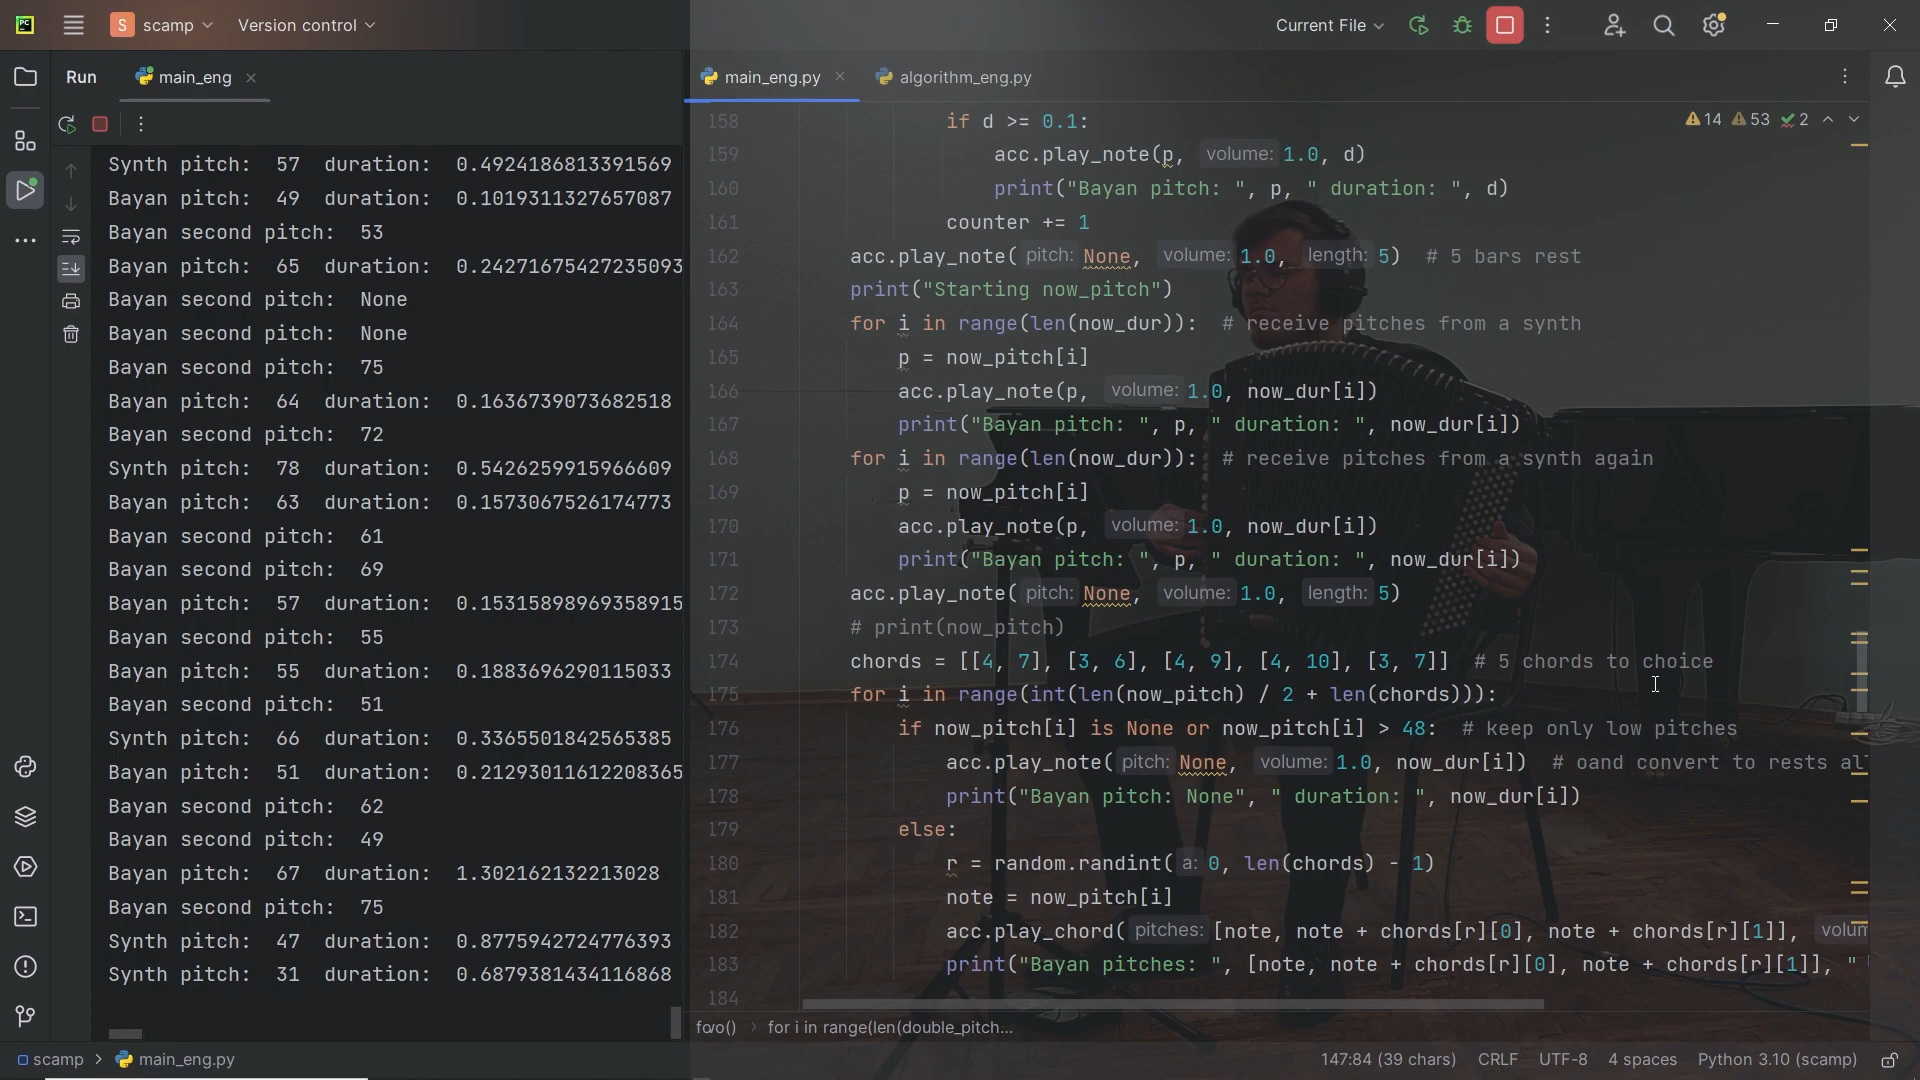 PC
S scamp Version control
Current File
Run main_eng
main_eng.py algorithm_eng.py
14 53 2
Synth pitch: 57 duration: 0.4924186813391569
Bayan pitch: 49 duration: 0.1019311327657087
Bayan second pitch: 53
Bayan pitch: 65 duration: 0.24271675427235093
Bayan second pitch: None
Bayan second pitch: None
Bayan second pitch: 75
Bayan pitch: 64 duration: 0.1636739073682518
Bayan second pitch: 72
Synth pitch: 78 duration: 0.5426259915966609
Bayan pitch: 63 duration: 0.1573067526174773
Bayan second pitch: 61
Bayan second pitch: 69
Bayan pitch: 57 duration: 0.15315898969358915
Bayan second pitch: 55
Bayan pitch: 55 duration: 0.1883696290115033
Bayan second pitch: 51
Synth pitch: 66 duration: 0.3365501842565385
Bayan pitch: 51 duration: 0.21293011612208365
Bayan second pitch: 62
Bayan second pitch: 49
Bayan pitch: 67 duration: 1.302162132213028
Bayan second pitch: 75
Synth pitch: 47 duration: 0.8775942724776393
Synth pitch: 31 duration: 0.6879381434116868
158 if d >= 0.1:
159 acc.play_note(p, volume: 1.0, d)
160 print("Bayan pitch: ", p, " duration: ", d)
161 counter += 1
162 acc.play_note( pitch: None, volume: 1.0, length: 5) # 5 bars rest
163 print("Starting now_pitch")
164 for i in range(len(now_dur)): # receive pitches from a synth
165 p = now_pitch[i]
166 acc.play_note(p, volume: 1.0, now_dur[i])
167 print("Bayan pitch: ", p, " duration: ", now_dur[i])
168 for i in range(len(now_dur)): # receive pitches from a synth again
169 p = now_pitch[i]
170 acc.play_note(p, volume: 1.0, now_dur[i])
171 print("Bayan pitch: ", p, " duration: ", now_dur[i])
172 acc.play_note( pitch: None, volume: 1.0, length: 5)
173 # print(now_pitch)
174 chords = [[4, 7], [3, 6], [4, 9], [4, 10], [3, 7]] # 5 chords to choice
175 for i in range(int(len(now_pitch) / 2 + len(chords))):
176 if now_pitch[i] is None or now_pitch[i] > 48: # keep only low pitches
177 acc.play_note( pitch: None, volume: 1.0, now_dur[i]) # oand convert to rests al
178 print("Bayan pitch: None", " duration: ", now_dur[i])
179 else:
180 r = random.randint( a: 0, len(chords) - 1)
181 note = now_pitch[i]
182 acc.play_chord( pitches: [note, note + chords[r][0], note + chords[r][1]], volum
183 print("Bayan pitches: ", [note, note + chords[r][0], note + chords[r][1]], "
184
for i in range(len(double_pitch...
scamp > main_eng.py
147:84 (39 chars) CRLF UTF-8 4 spaces Python 3.10 (scamp)